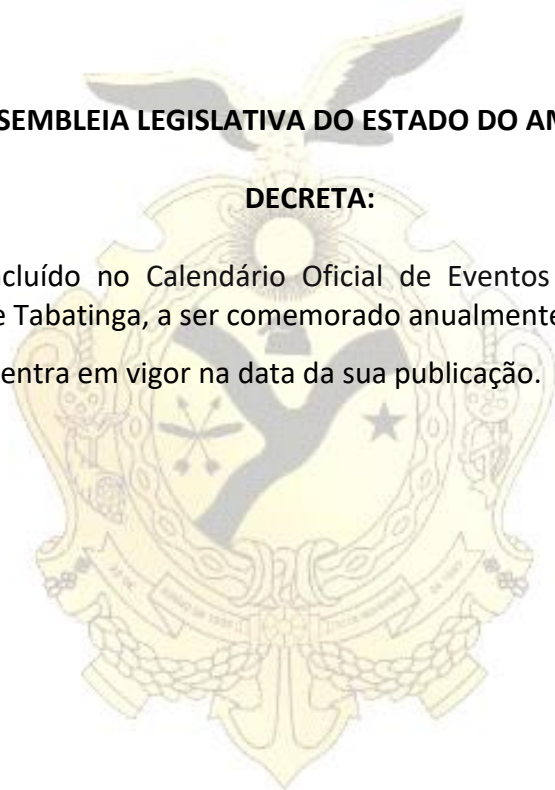 SEMBLEIA LEGISLATIVA DO ESTADO DO AM
DECRETA:
cluído no Calendário Oficial de Eventos
e Tabatinga, a ser comemorado anualmente
entra em vigor na data da sua publicação.